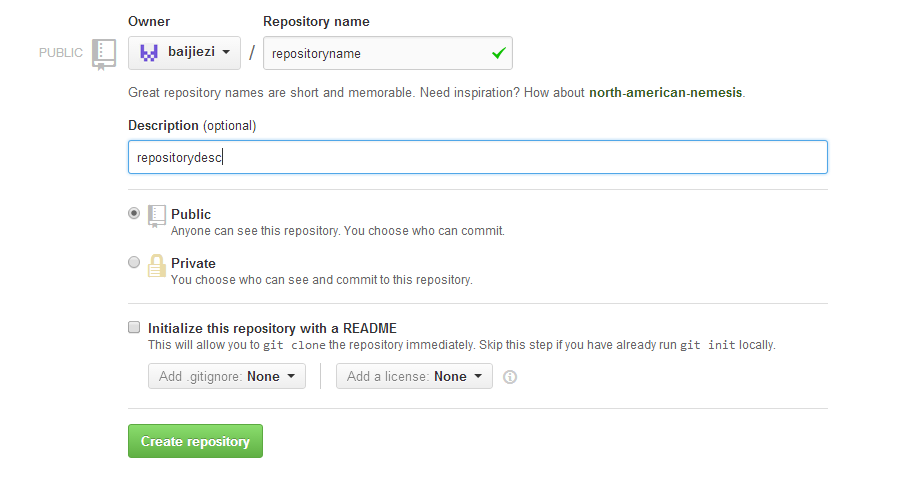 Owner Repository name
PUBLIC baijiezi / repositoryname
Great repository names are short and memorable. Need inspiration? How about north-american-nemesis.
Description (optional)
repositorydesc
Public
Anyone can see this repository. You choose who can commit.
Private
You choose who can see and commit to this repository.
Initialize this repository with a README
This will allow you to git clone the repository immediately. Skip this step if you have already run git init locally.
Add .gitignore: None Add a license: None
Create repository